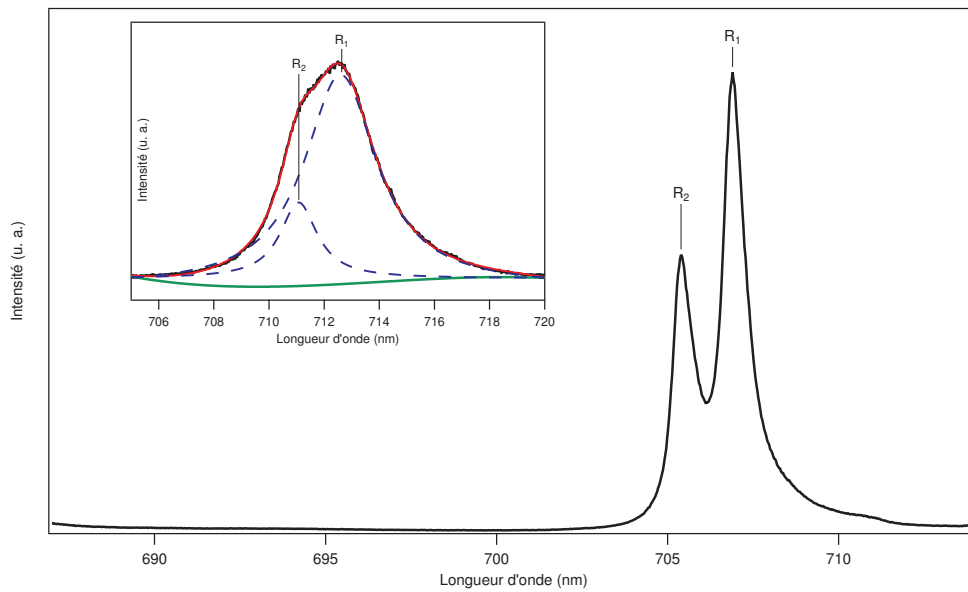 R₁
R₂
Intensité (u. a.)
706 708 710 712 714 716 718 720
Longueur d'onde (nm)
R₁
R₂
Intensité (u. a.)
690 695 700 705 710
Longueur d'onde (nm)